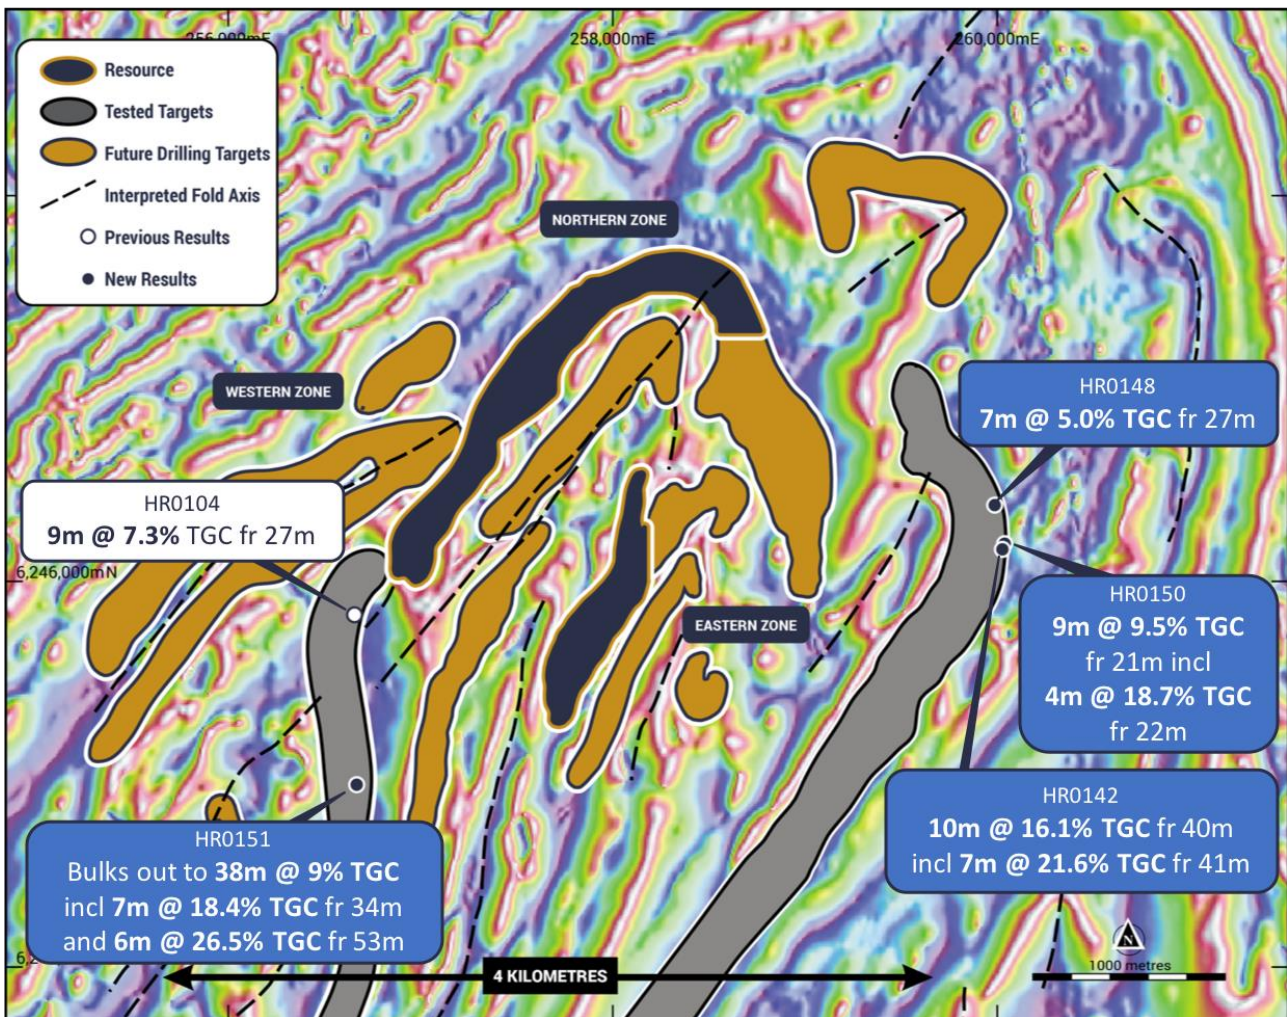 256,000mE
258,000mE
260,000mE
Resource
Tested Targets
Future Drilling Targets
Interpreted Fold Axis
Previous Results
New Results
NORTHERN ZONE
WESTERN ZONE
HR0148
7m @ 5.0% TGC fr 27m
HR0104
9m @ 7.3% TGC fr 27m
6,246,000mN
HR0150
9m @ 9.5% TGC
fr 21m incl
4m @ 18.7% TGC
fr 22m
EASTERN ZONE
HR0142
10m @ 16.1% TGC fr 40m
incl 7m @ 21.6% TGC fr 41m
HR0151
Bulks out to 38m @ 9% TGC
incl 7m @ 18.4% TGC fr 34m
and 6m @ 26.5% TGC fr 53m
N
1000 metres
4 KILOMETRES